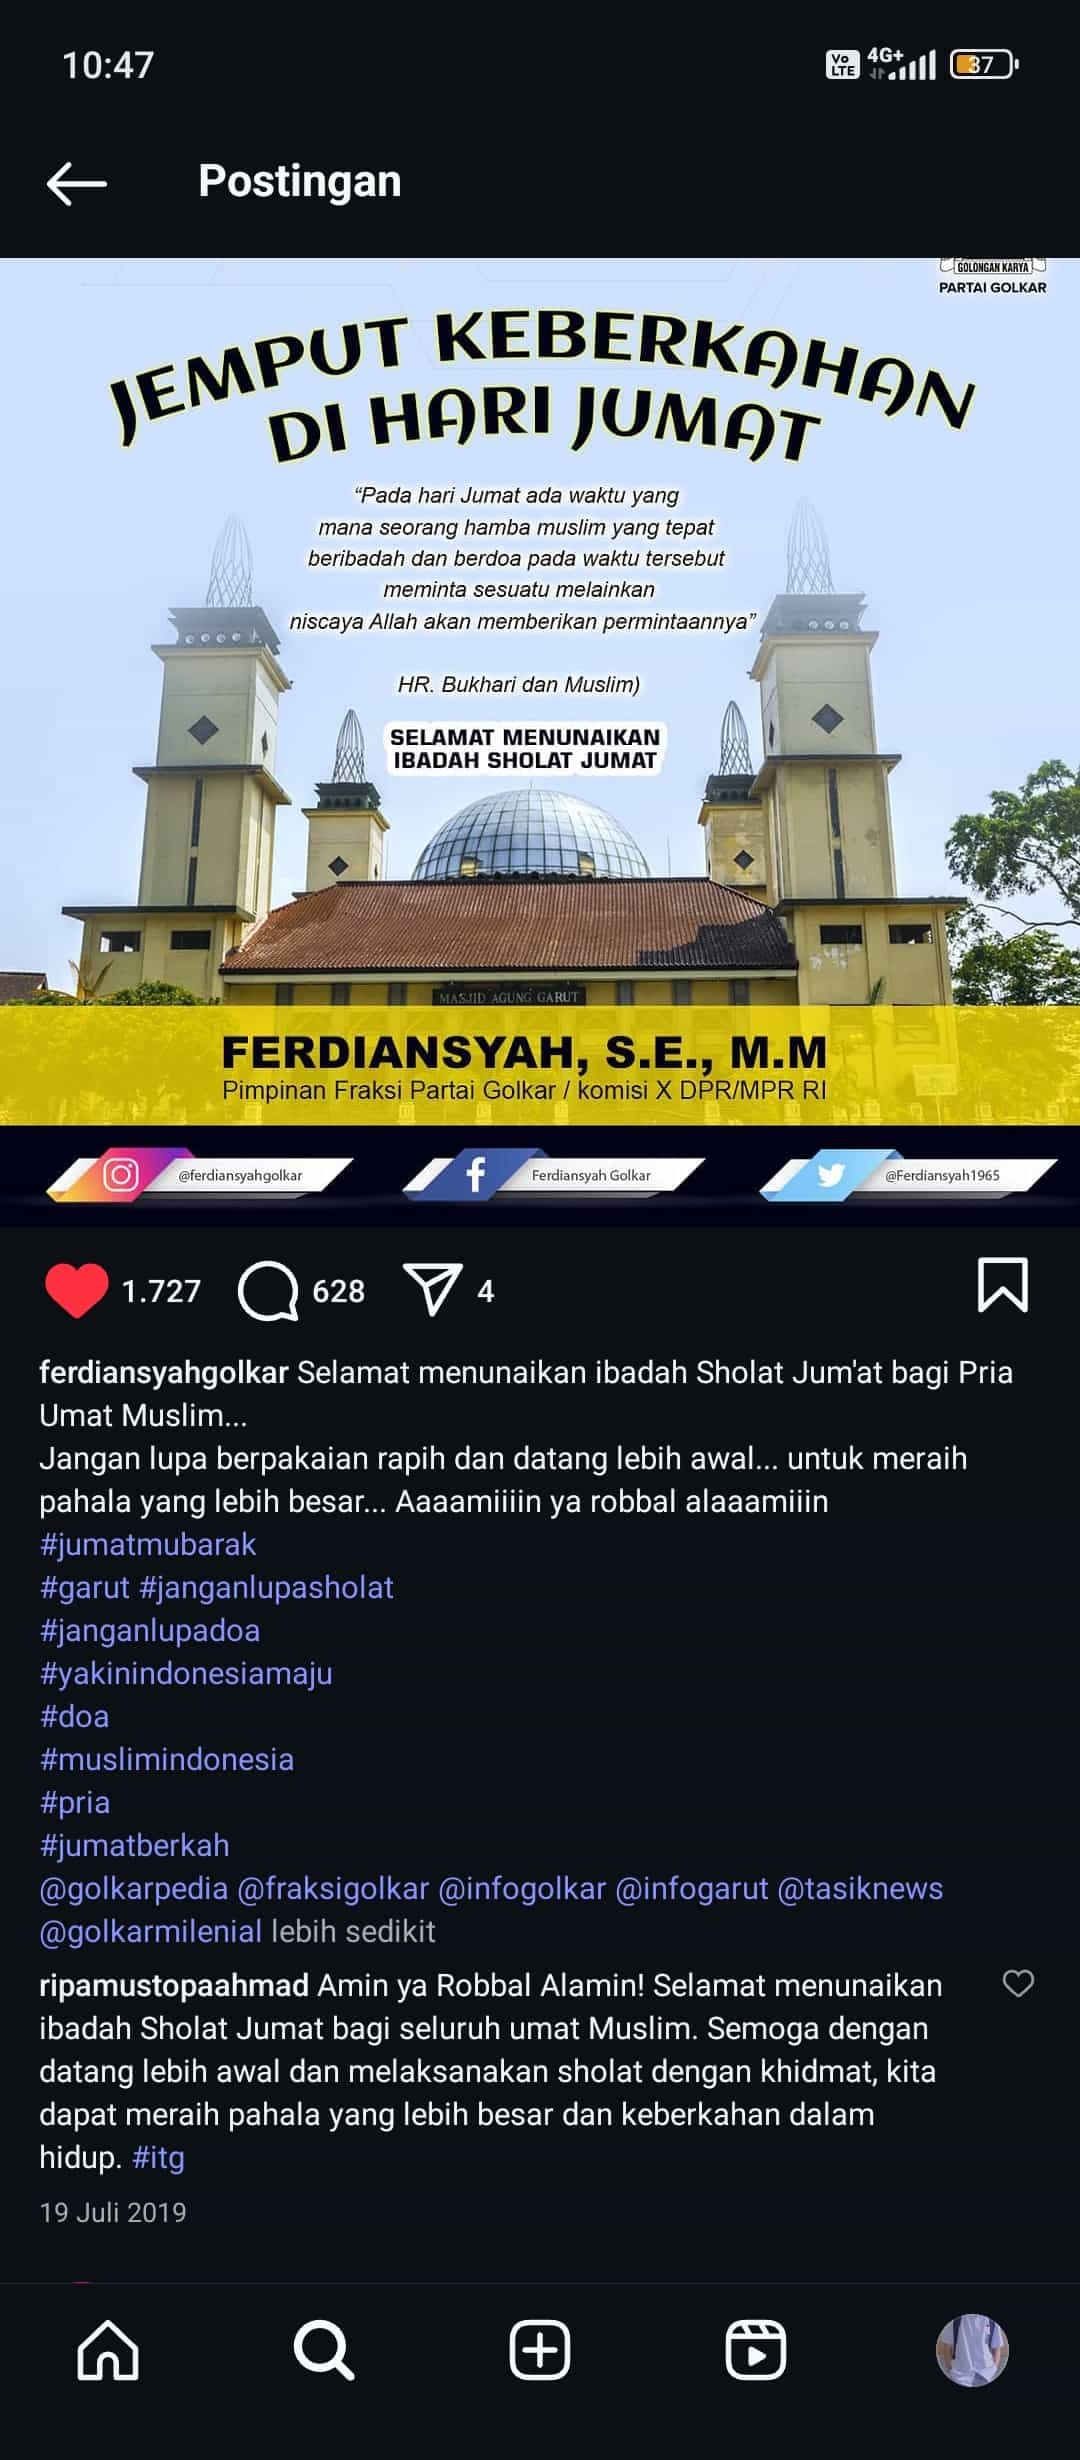 10:47
Vo
LTE
4G+
37
Postingan
GOLONGAN KARYA
PARTAI GOLKAR
JEMPUT KEBERKAHAN
DI HARI JUMAT
“Pada hari Jumat ada waktu yang
mana seorang hamba muslim yang tepat
beribadah dan berdoa pada waktu tersebut
meminta sesuatu melainkan
niscaya Allah akan memberikan permintaannya”
HR. Bukhari dan Muslim)
SELAMAT MENUNAIKAN
IBADAH SHOLAT JUMAT
MASJID AGUNG GARUT
FERDIANSYAH, S.E., M.M
Pimpinan Fraksi Partai Golkar / komisi X DPR/MPR RI
@ferdiansyahgolkar
Ferdiansyah Golkar
@Ferdiansyah1965
1.727
628
4
ferdiansyahgolkar Selamat menunaikan ibadah Sholat Jum'at bagi Pria
Umat Muslim...
Jangan lupa berpakaian rapih dan datang lebih awal... untuk meraih
pahala yang lebih besar... Aaaamiiiin ya robbal alaaamiiin
#jumatmubarak
#garut #janganlupasholat
#janganlupadoa
#yakinindonesiamaju
#doa
#muslimindonesia
#pria
#jumatberkah
@golkarpedia @fraksigolkar @infogolkar @infogarut @tasiknews
@golkarmilenial lebih sedikit
ripamustopaahmad Amin ya Robbal Alamin! Selamat menunaikan
ibadah Sholat Jumat bagi seluruh umat Muslim. Semoga dengan
datang lebih awal dan melaksanakan sholat dengan khidmat, kita
dapat meraih pahala yang lebih besar dan keberkahan dalam
hidup. #itg
19 Juli 2019